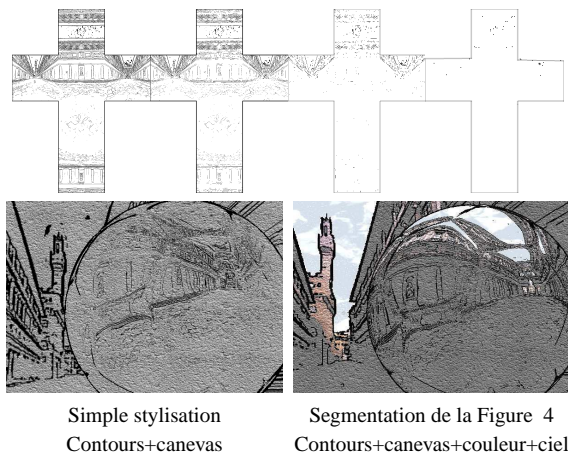 Simple stylisation
Contours+canevas
Segmentation de la Figure 4
Contours+canevas+couleur+ciel